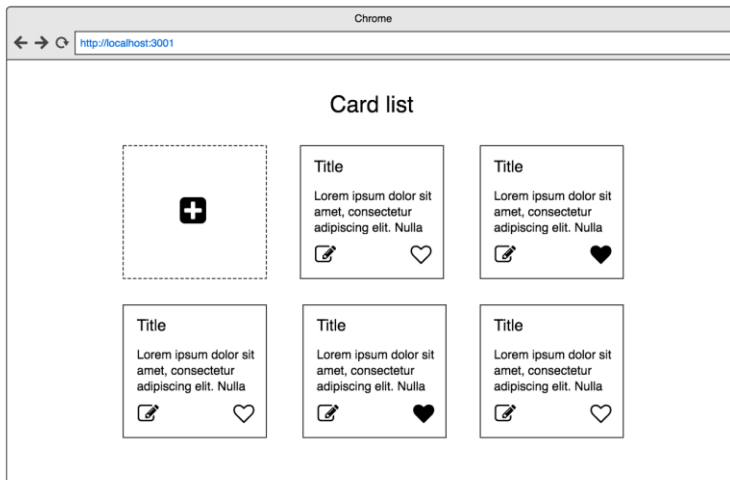 Chrome
http://localhost:3001
Card list
Title
Lorem ipsum dolor sit
amet, consectetur
adipiscing elit. Nulla
Title
Lorem ipsum dolor sit
amet, consectetur
adipiscing elit. Nulla
Title
Lorem ipsum dolor sit
amet, consectetur
adipiscing elit. Nulla
Title
Lorem ipsum dolor sit
amet, consectetur
adipiscing elit. Nulla
Title
Lorem ipsum dolor sit
amet, consectetur
adipiscing elit. Nulla